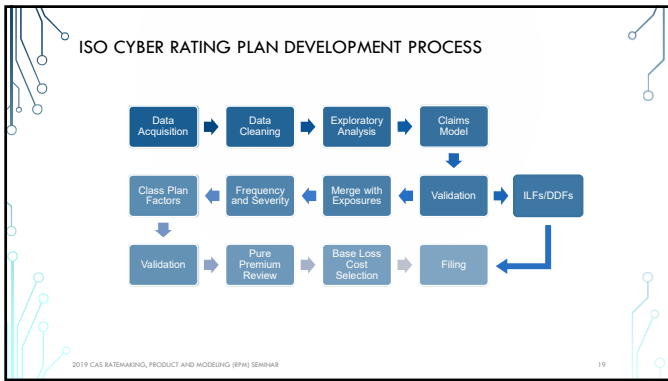 ISO CYBER RATING PLAN DEVELOPMENT PROCESS
Data
Acquisition
Data
Cleaning
Exploratory
Analysis
Claims
Model
Class Plan
Factors
Frequency
and Severity
Merge with
Exposures
Validation
ILFs/DDFs
Validation
Pure
Premium
Review
Base Loss
Cost
Selection
Filing
2019 CAS RATEMAKING, PRODUCT AND MODELING (RPM) SEMINAR
19